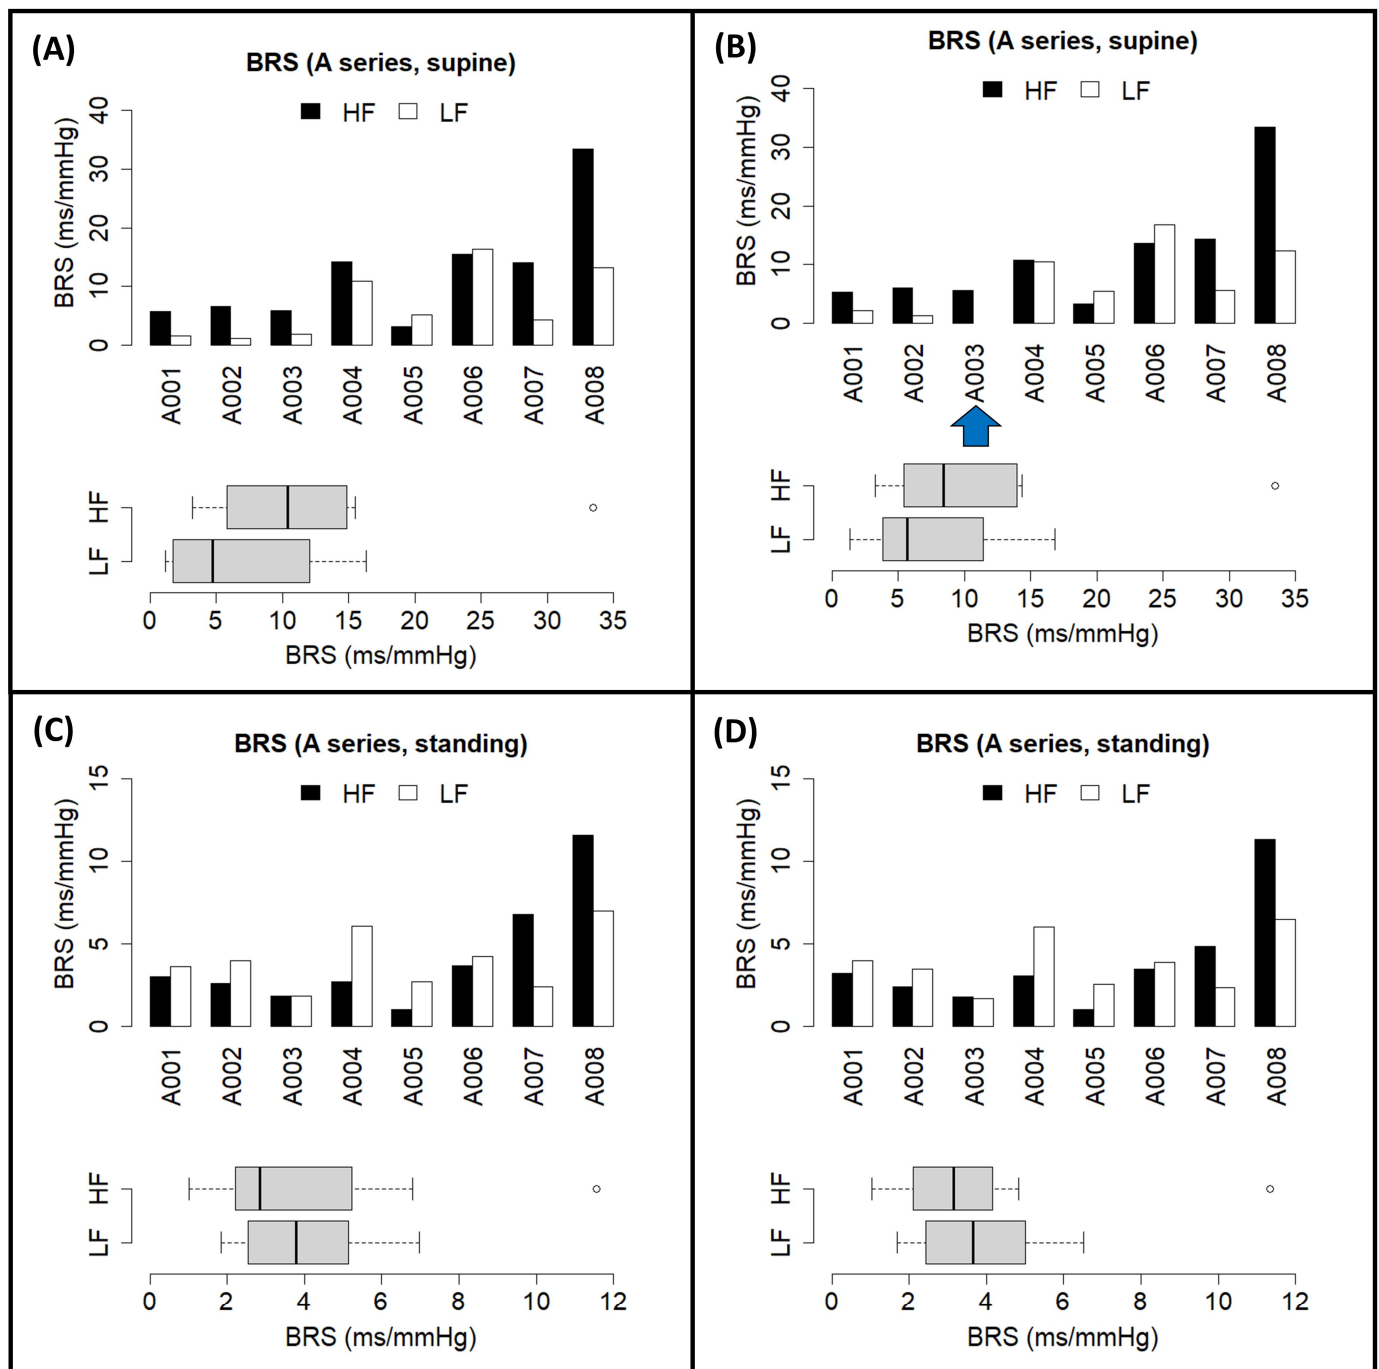 (A)
BRS (A series, supine)
HF LF
BRS (ms/mmHg)
0 10 20 30 40
A001 A002 A003 A004 A005 A006 A007 A008
HF
LF
0 5 10 15 20 25 30 35
BRS (ms/mmHg)
(B)
BRS (A series, supine)
HF LF
BRS (ms/mmHg)
0 10 20 30 40
A001 A002 A003 A004 A005 A006 A007 A008
HF
LF
0 5 10 15 20 25 30 35
BRS (ms/mmHg)
(C)
BRS (A series, standing)
HF LF
BRS (ms/mmHg)
0 5 10 15
A001 A002 A003 A004 A005 A006 A007 A008
HF
LF
0 2 4 6 8 10 12
BRS (ms/mmHg)
(D)
BRS (A series, standing)
HF LF
BRS (ms/mmHg)
0 5 10 15
A001 A002 A003 A004 A005 A006 A007 A008
HF
LF
0 2 4 6 8 10 12
BRS (ms/mmHg)